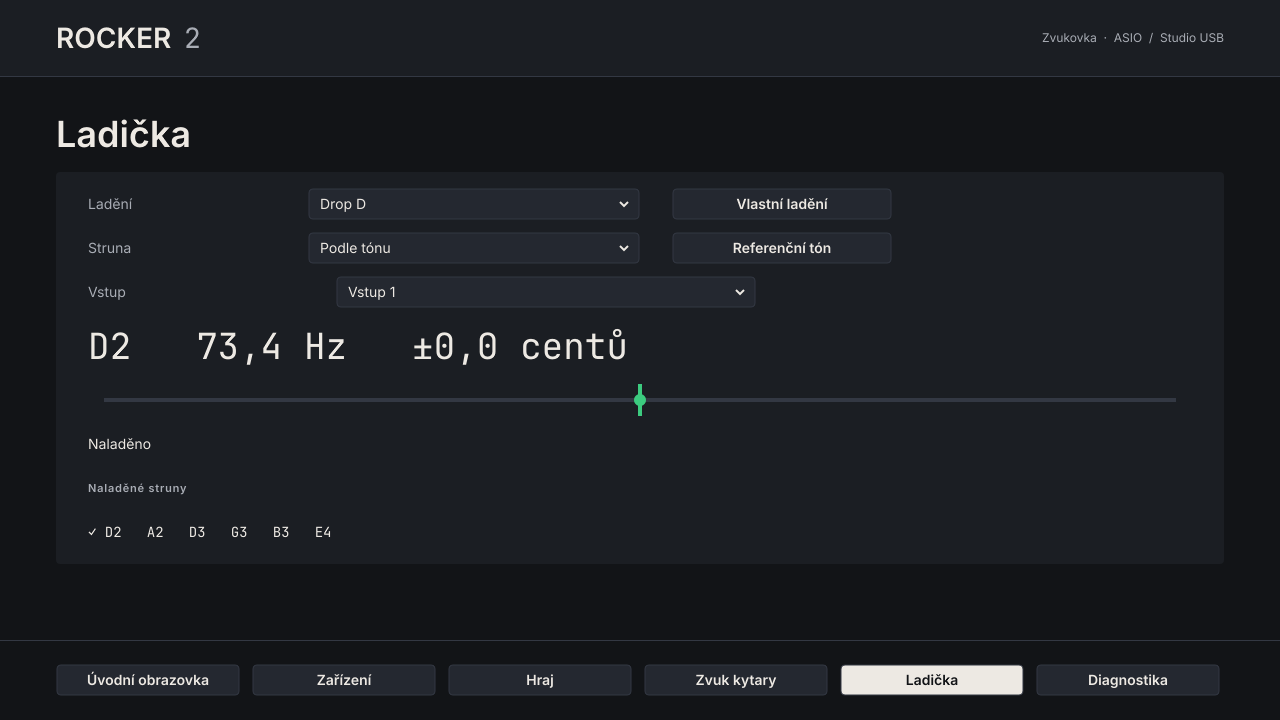 ROCKER 2
Zvukovka · ASIO / Studio USB
Ladička
Ladění Drop D Vlastní ladění
Struna Podle tónu Referenční tón
Vstup Vstup 1
D2 73,4 Hz ±0,0 centů
Naladěno
Naladěné struny
✓ D2 A2 D3 G3 B3 E4
Úvodní obrazovka Zařízení Hraj Zvuk kytary Ladička Diagnostika